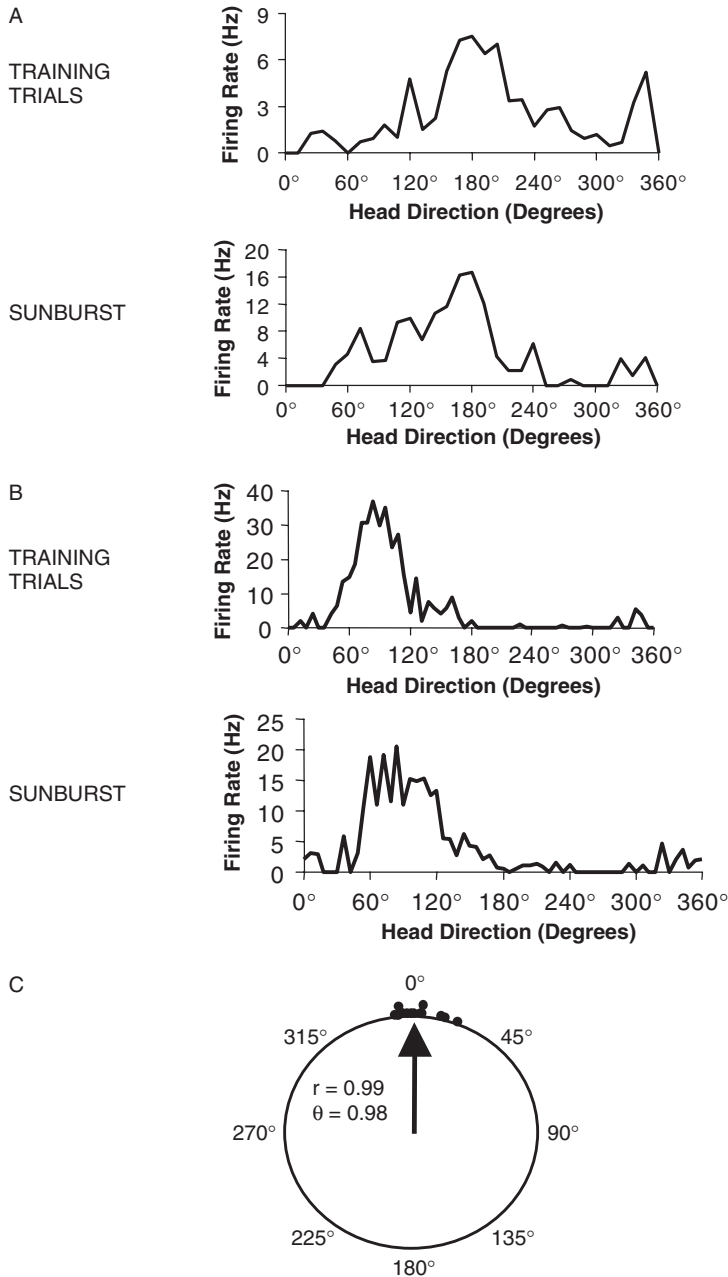 A
TRAINING
TRIALS
Firing Rate (Hz)
9
6
3
0
0° 60° 120° 180° 240° 300° 360°
Head Direction (Degrees)
SUNBURST
Firing Rate (Hz)
20
16
12
8
4
0
0° 60° 120° 180° 240° 300° 360°
Head Direction (Degrees)
B
TRAINING
TRIALS
Firing Rate (Hz)
40
30
20
10
0
0° 60° 120° 180° 240° 300° 360°
Head Direction (Degrees)
SUNBURST
Firing Rate (Hz)
25
20
15
10
5
0
0° 60° 120° 180° 240° 300° 360°
Head Direction (Degrees)
C
0°
315° 45°
r = 0.99
θ = 0.98
270° 90°
225° 135°
180°